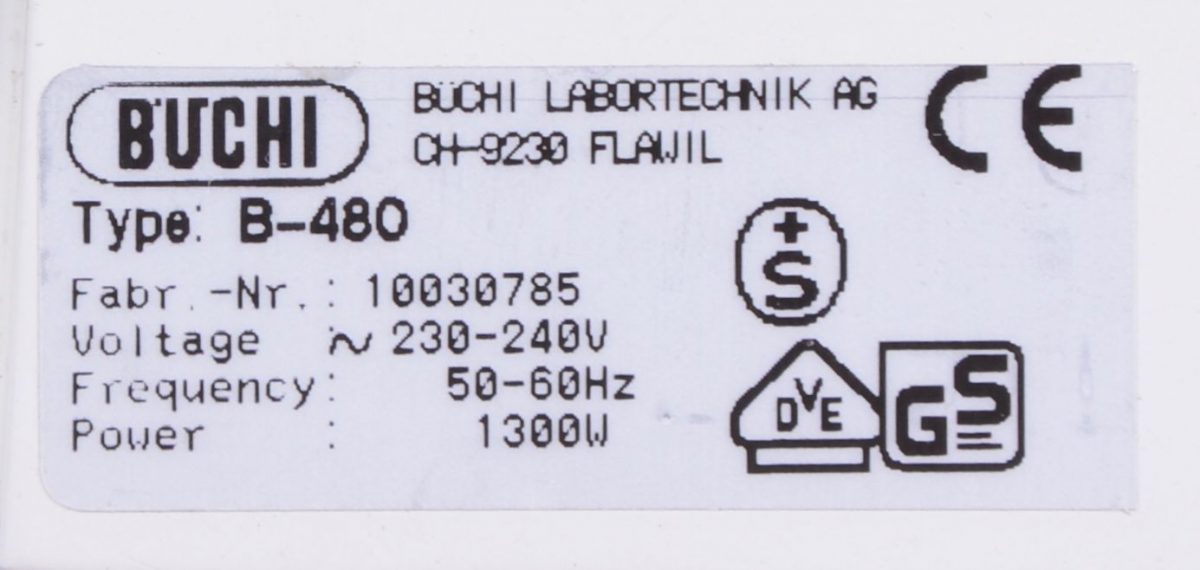 BÜCHI
BÜCHI LABORTECHNIK AG
CH-9230 FLAWIL
CE
Type: B-480
+S
Fabr.-Nr.: 10030785
Voltage ~ 230-240V
Frequency: 50-60Hz
Power : 1300W
DVE
GS